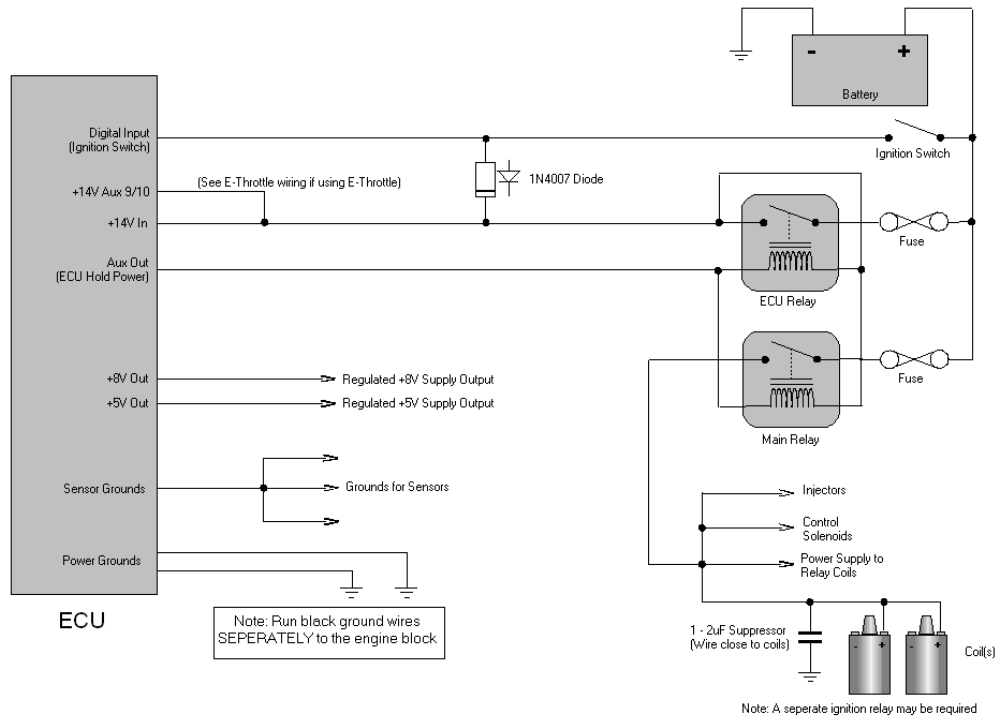 -
+
Battery
Digital Input
(Ignition Switch)
Ignition Switch
+14V Aux 9/10
(See E-Throttle wiring if using E-Throttle)
1N4007 Diode
+14V In
Fuse
Aux Out
(ECU Hold Power)
ECU Relay
+8V Out
Regulated +8V Supply Output
Fuse
+5V Out
Regulated +5V Supply Output
Main Relay
Sensor Grounds
Grounds for Sensors
Injectors
Control
Solenoids
Power Grounds
Power Supply to
Relay Coils
ECU
Note: Run black ground wires
SEPERATELY to the engine block
1 - 2uF Suppressor
(Wire close to coils)
- +
- +
Coil(s)
Note: A seperate ignition relay may be required